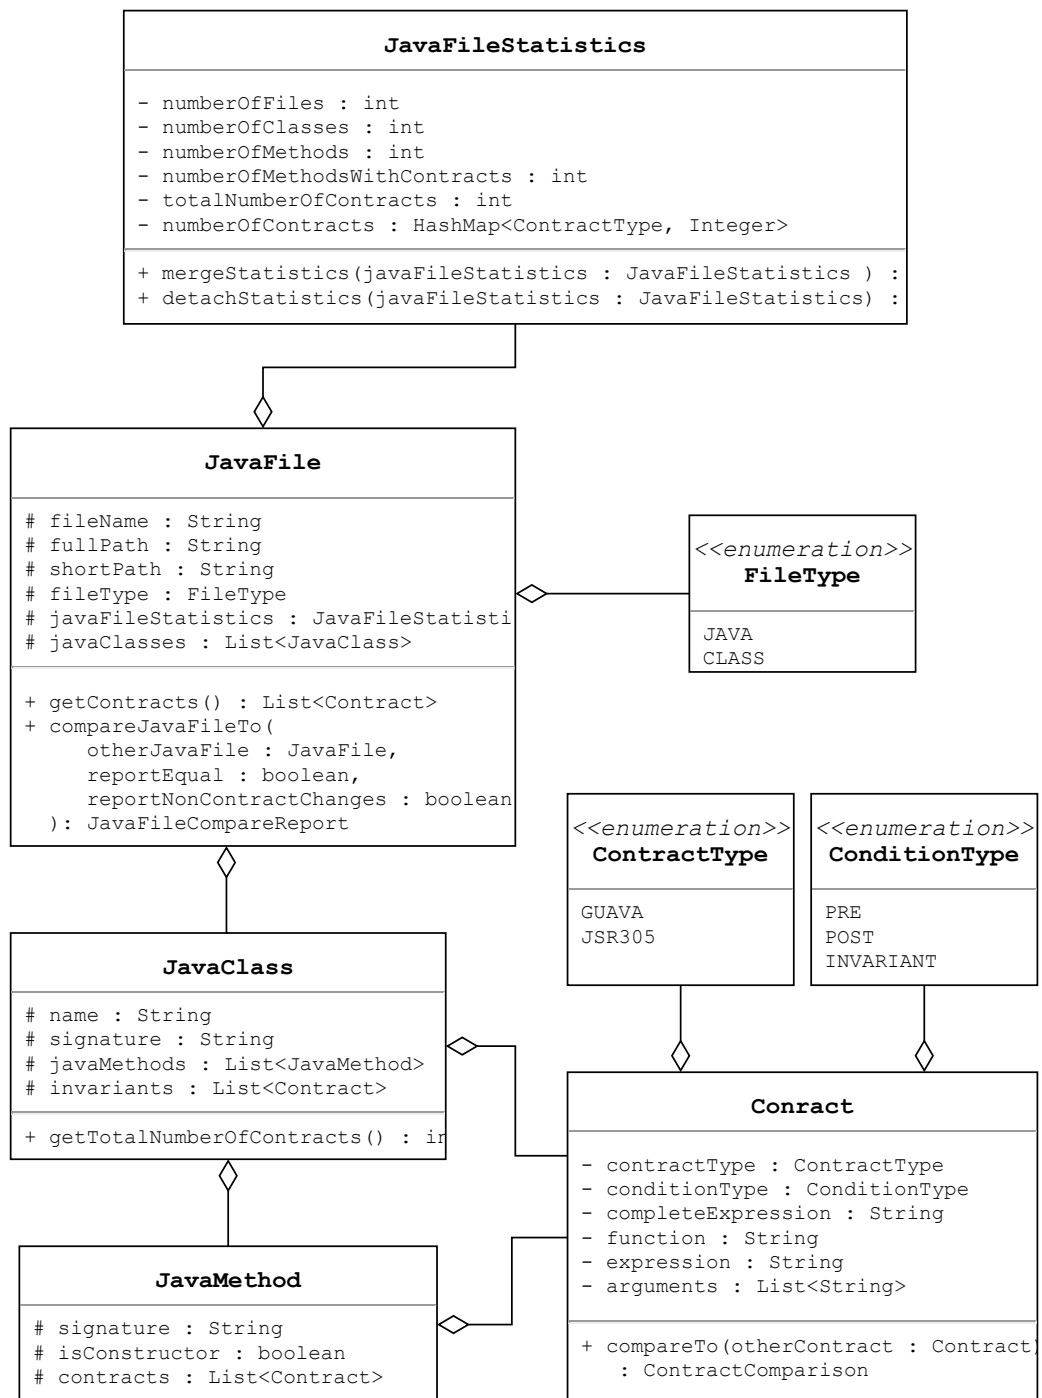 JavaFileStatistics
- numberOfFiles : int
- numberOfClasses : int
- numberOfMethods : int
- numberOfMethodsWithContracts : int
- totalNumberOfContracts : int
- numberOfContracts : HashMap<ContractType, Integer>
+ mergeStatistics(javaFileStatistics : JavaFileStatistics ) :
+ detachStatistics(javaFileStatistics : JavaFileStatistics) :
JavaFile
# fileName : String
# fullPath : String
# shortPath : String
# fileType : FileType
# javaFileStatistics : JavaFileStatisti
# javaClasses : List<JavaClass>
+ getContracts() : List<Contract>
+ compareJavaFileTo(
otherJavaFile : JavaFile,
reportEqual : boolean,
reportNonContractChanges : boolean
): JavaFileCompareReport
<<enumeration>>
FileType
JAVA
CLASS
<<enumeration>>
ContractType
GUAVA
JSR305
<<enumeration>>
ConditionType
PRE
POST
INVARIANT
JavaClass
# name : String
# signature : String
# javaMethods : List<JavaMethod>
# invariants : List<Contract>
+ getTotalNumberOfContracts() : in
Conract
- contractType : ContractType
- conditionType : ConditionType
- completeExpression : String
- function : String
- expression : String
- arguments : List<String>
+ compareTo(otherContract : Contract)
: ContractComparison
JavaMethod
# signature : String
# isConstructor : boolean
# contracts : List<Contract>